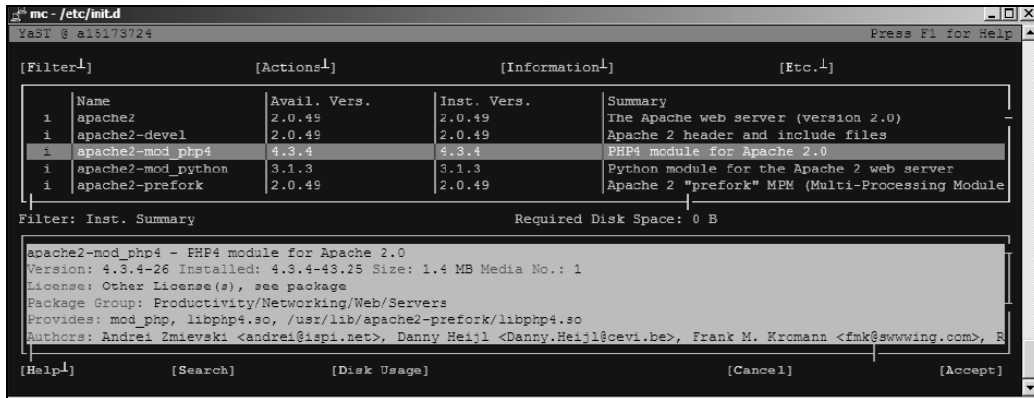 mc - /etc/init.d
YaST @ a15173724 Press F1 for Help
[Filter┴] [Actions┴] [Information┴] [Etc.┴]
Name Avail. Vers. Inst. Vers. Summary
i apache2 2.0.49 2.0.49 The Apache web server (version 2.0)
i apache2-devel 2.0.49 2.0.49 Apache 2 header and include files
i apache2-mod_php4 4.3.4 4.3.4 PHP4 module for Apache 2.0
i apache2-mod_python 3.1.3 3.1.3 Python module for the Apache 2 web server
i apache2-prefork 2.0.49 2.0.49 Apache 2 "prefork" MPM (Multi-Processing Module
Filter: Inst. Summary Required Disk Space: 0 B
apache2-mod_php4 - PHP4 module for Apache 2.0
Version: 4.3.4-26 Installed: 4.3.4-43.25 Size: 1.4 MB Media No.: 1
License: Other License(s), see package
Package Group: Productivity/Networking/Web/Servers
Provides: mod_php, libphp4.so, /usr/lib/apache2-prefork/libphp4.so
Authors: Andrei Zmievski <andrei@ispi.net>, Danny Heijl <Danny.Heijl@cevi.be>, Frank M. Kromann <fmk@swwwing.com>, R
[Help┴] [Search] [Disk Usage] [Cancel] [Accept]